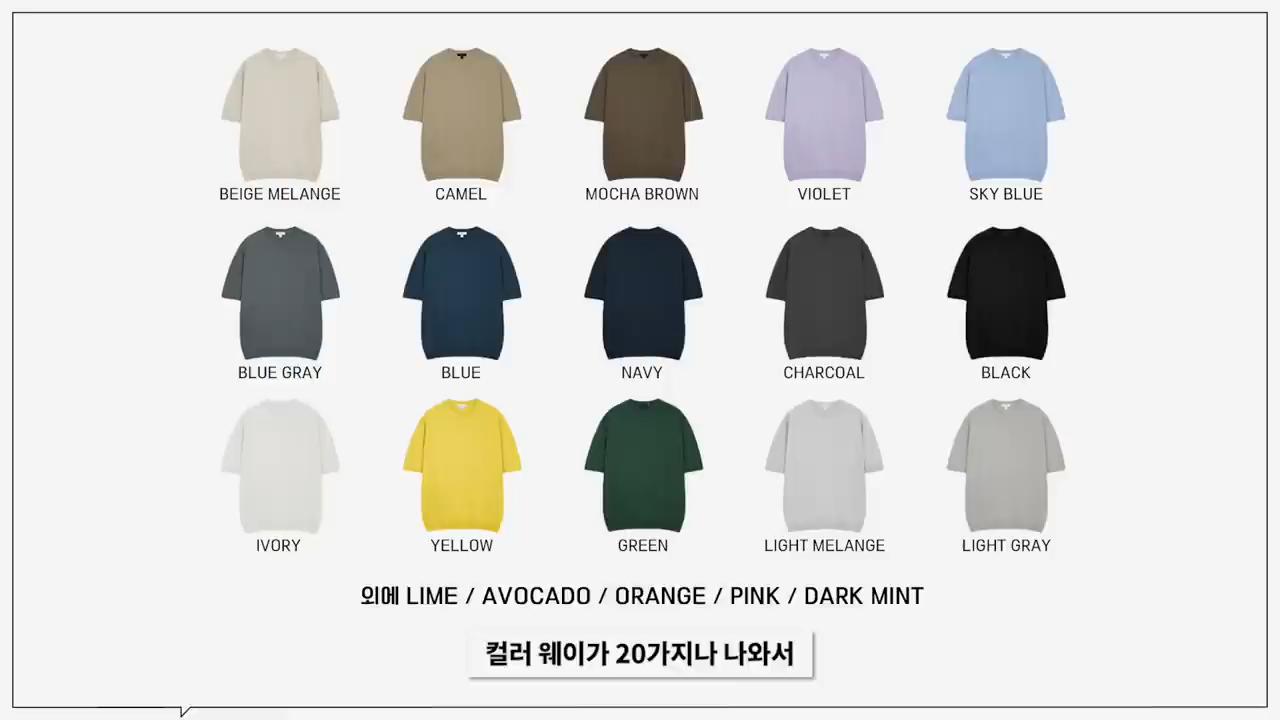 BEIGE MELANGE
CAMEL
MOCHA BROWN
VIOLET
SKY BLUE
BLUE GRAY
BLUE
NAVY
CHARCOAL
BLACK
IVORY
YELLOW
GREEN
LIGHT MELANGE
LIGHT GRAY
외에 LIME / AVOCADO / ORANGE / PINK / DARK MINT
컬러 웨이가 20가지나 나와서